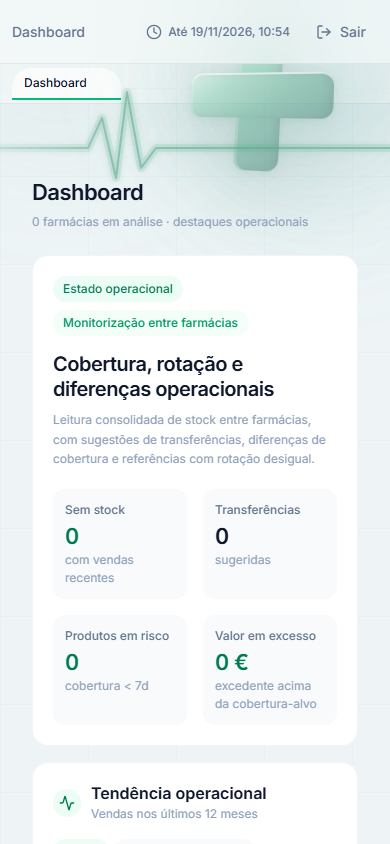 Dashboard
Até 19/11/2026, 10:54
Sair
Dashboard
Dashboard
0 farmácias em análise · destaques operacionais
Estado operacional
Monitorização entre farmácias
Cobertura, rotação e
diferenças operacionais
Leitura consolidada de stock entre farmácias,
com sugestões de transferências, diferenças de
cobertura e referências com rotação desigual.
Sem stock
0
com vendas
recentes
Transferências
0
sugeridas
Produtos em risco
0
cobertura < 7d
Valor em excesso
0 €
excedente acima
da cobertura-alvo
Tendência operacional
Vendas nos últimos 12 meses